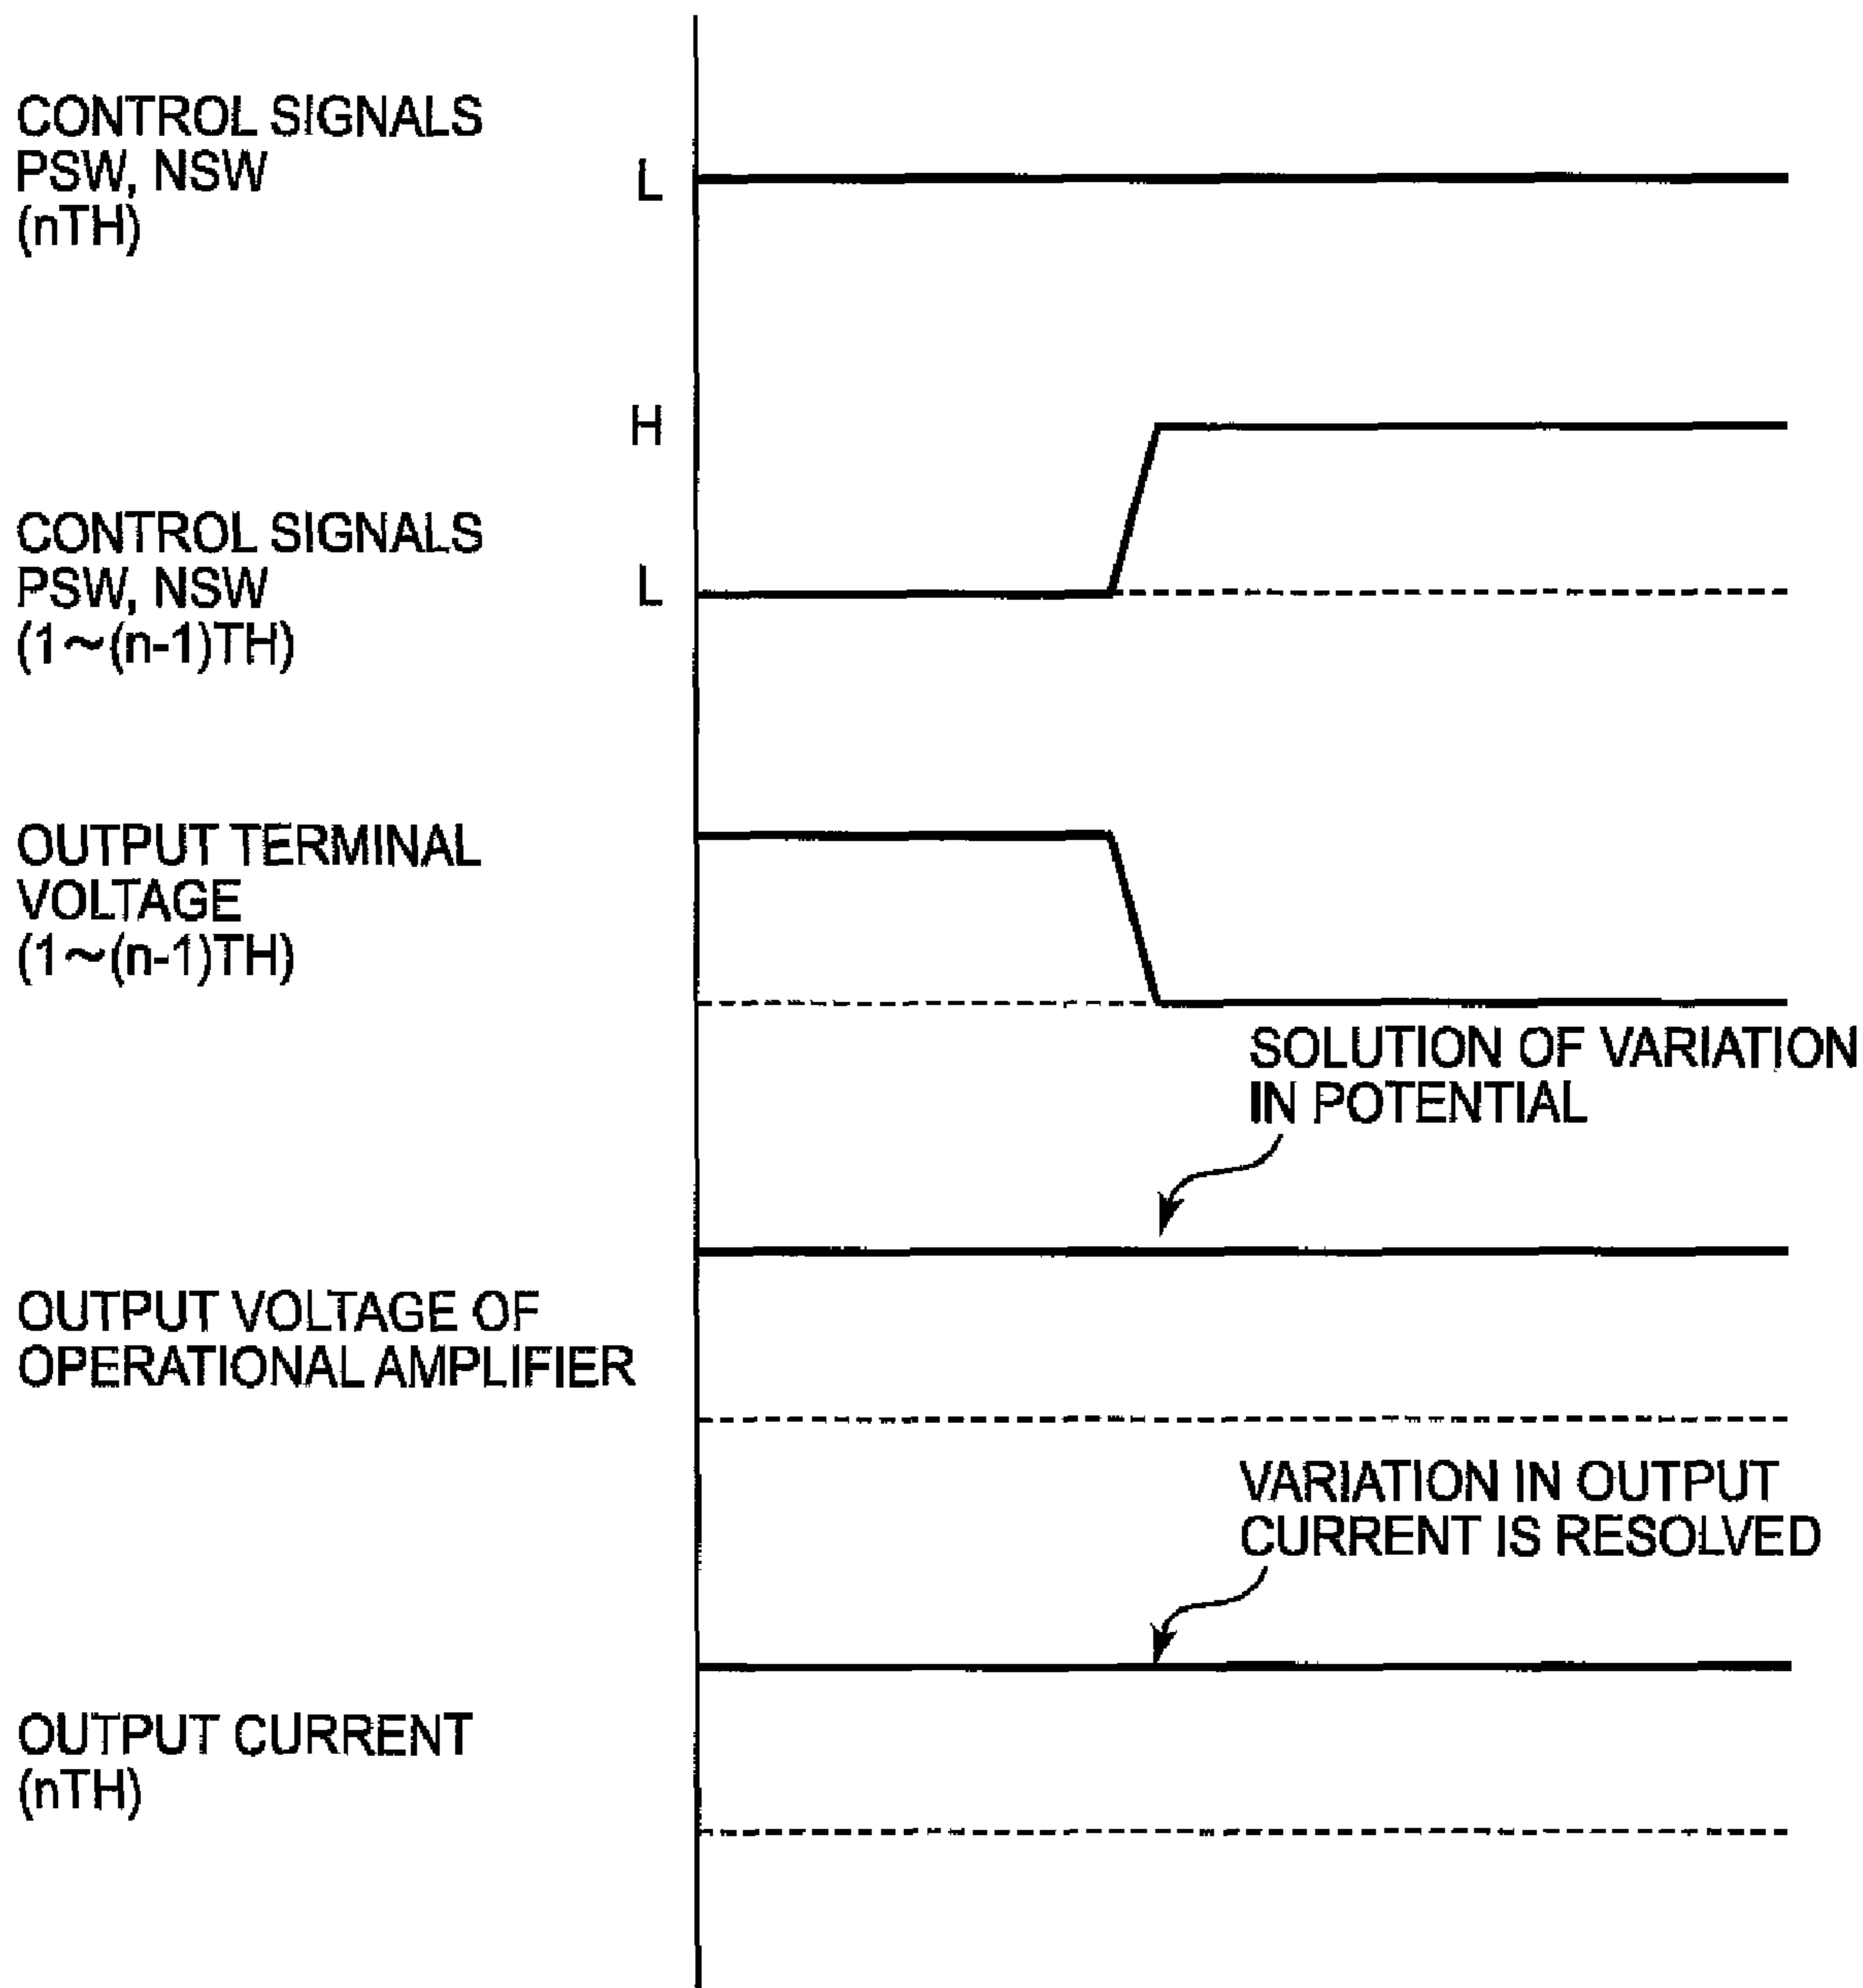 CONTROL SIGNALS
PSW, NSW
(nTH)
L
H
CONTROL SIGNALS
PSW, NSW
(1~(n-1)TH)
L
OUTPUT TERMINAL
VOLTAGE
(1~(n-1)TH)
SOLUTION OF VARIATION
IN POTENTIAL
OUTPUT VOLTAGE OF
OPERATIONAL AMPLIFIER
VARIATION IN OUTPUT
CURRENT IS RESOLVED
OUTPUT CURRENT
(nTH)